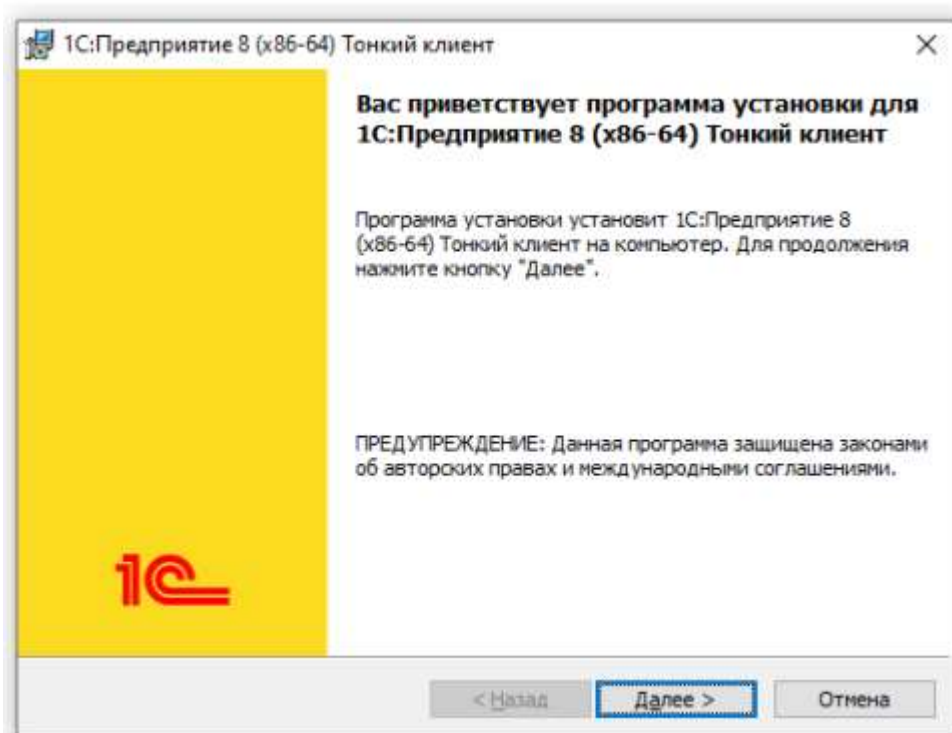 1С:Предприятие 8 (x86-64) Тонкий клиент
Вас приветствует программа установки для
1С:Предприятие 8 (x86-64) Тонкий клиент
Программа установки установит 1С:Предприятие 8
(x86-64) Тонкий клиент на компьютер. Для продолжения
нажмите кнопку "Далее".
ПРЕДУПРЕЖДЕНИЕ: Данная программа защищена законами
об авторских правах и международными соглашениями.
1С
< Назад
Далее >
Отмена